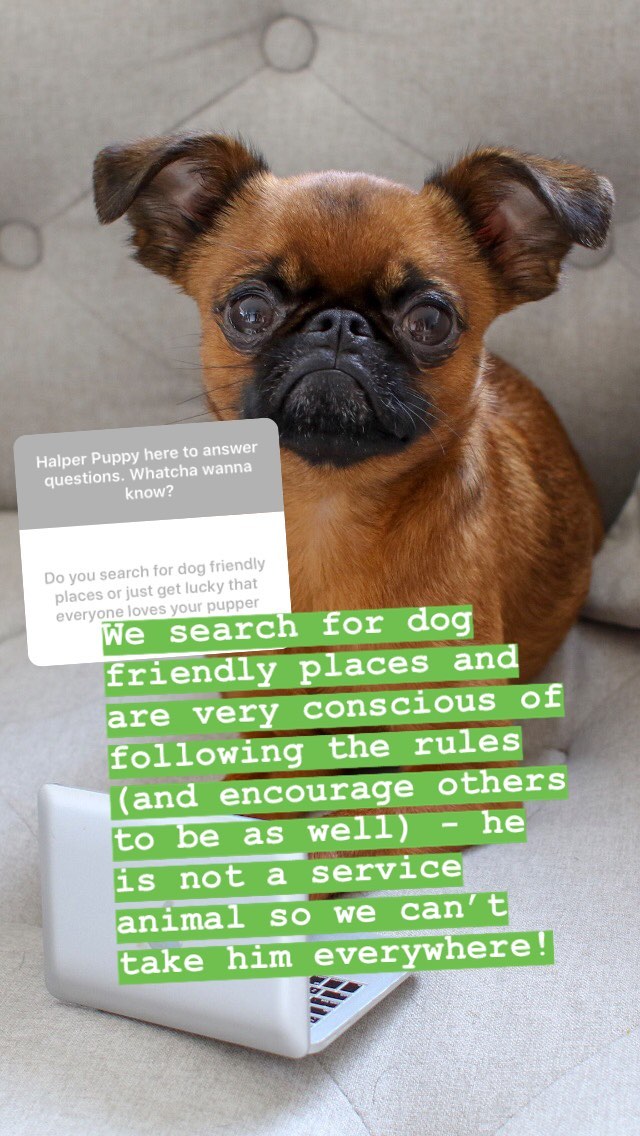 Halper Puppy here to answer
questions. Whatcha wanna
know?
Do you search for dog friendly
places or just get lucky that
everyone loves your pupper
We search for dog
friendly places and
are very conscious of
following the rules
(and encourage others
to be as well) - he
is not a service
animal so we can't
take him everywhere!